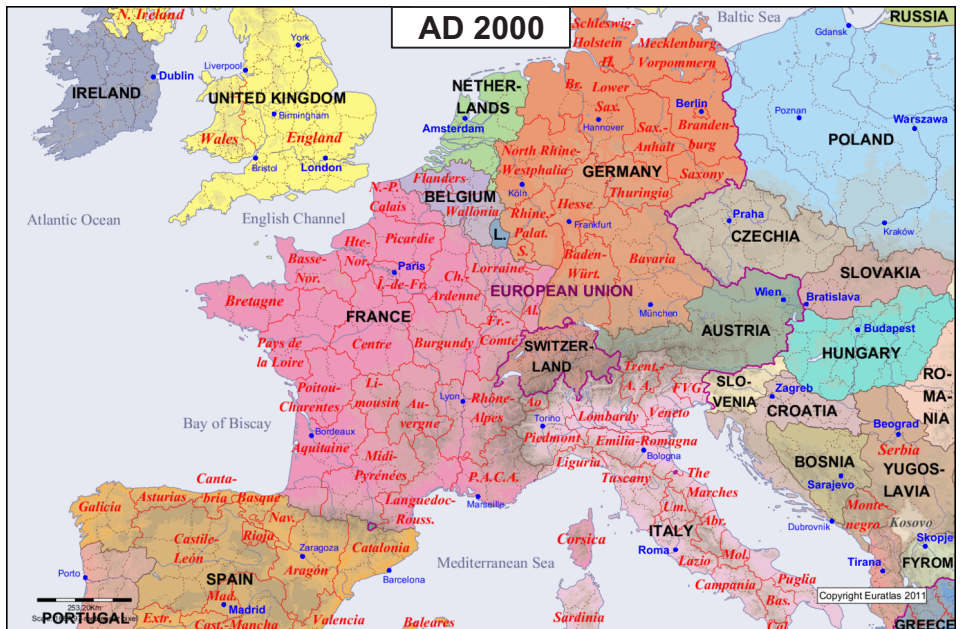 AD 2000
N. Ireland
York
Liverpool
Dublin
IRELAND
UNITED KINGDOM
Birmingham
Wales
England
Bristol
London
Atlantic Ocean
English Channel
Baltic Sea
RUSSIA
Gdansk
Schleswig-
Holstein
H.
Mecklenburg-
Vorpommern
Br.
Lower
Sax.
Hannover
Berlin
Branden-
burg
Sax.-
Anhalt
NETHER-
LANDS
Amsterdam
Poznan
Warszawa
POLAND
Kraków
North Rhine-
Westphalia
Köln
GERMANY
Saxony
Thuringia
Hesse
Frankfurt
Rhine.
Palat.
S.
Baden-
Würt.
Bavaria
München
Flanders
BELGIUM
Wallonia
L.
N.-P.
Calais
Picardie
Hte-
Nor.
Basse-
Nor.
Paris
Î.-de-Fr.
Ch.
Ardenne
Lorraine
EUROPEAN UNION
Al.
Bretagne
FRANCE
Pays de
la Loire
Centre
Burgundy
Fr.-
Comté
Praha
CZECHIA
SLOVAKIA
Wien
Bratislava
AUSTRIA
Budapest
HUNGARY
SWITZER-
LAND
Poitou-
Charentes
Li-
mousin
Au-
vergne
Lyon
Rhône-
Alpes
Bay of Biscay
Bordeaux
Aquitaine
Midi-
Pyrénées
Languedoc-
Rouss.
P.A.C.A.
Marseille
Ao
Torino
Piedmont
Lombardy
Trent.-
A. A.
FVG
Veneto
Emilia-Romagna
Bologna
Liguria
Tuscany
The
Marches
Um.
ITALY
Abr.
Roma
Lazio
Mol.
Campania
Puglia
Bas.
Cal.
SLO-
VENIA
Zagreb
CROATIA
RO-
MA-
NIA
Beograd
Serbia
BOSNIA
Sarajevo
YUGOS-
LAVIA
Monte-
negro
Dubrovnik
Kosovo
Skopje
FYROM
Tirana
GREECE
Canta-
bria
Asturias
Basque
Galicia
Nav.
Rioja
Castile-
León
Zaragoza
Aragón
Catalonia
Barcelona
Porto
SPAIN
Mad.
Madrid
PORTUGAL
Extr.
Cast.-Mancha
Valencia
Baleares
Mediterranean Sea
Corsica
Sardinia
253.20Km
Copyright Euratlas 2011